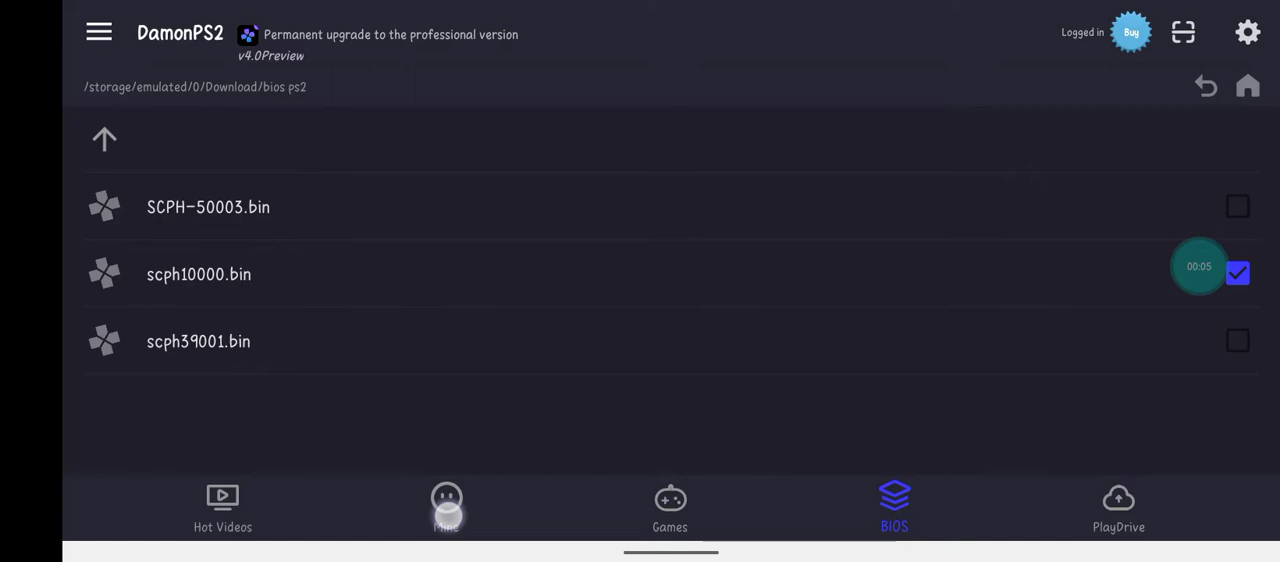 DamonPS2 Permanent upgrade to the professional version Logged in Buy
v4.0Preview
/storage/emulated/0/Download/bios ps2
SCPH-50003.bin
scph10000.bin
00:05
scph39001.bin
Hot Videos Mine Games BIOS PlayDrive